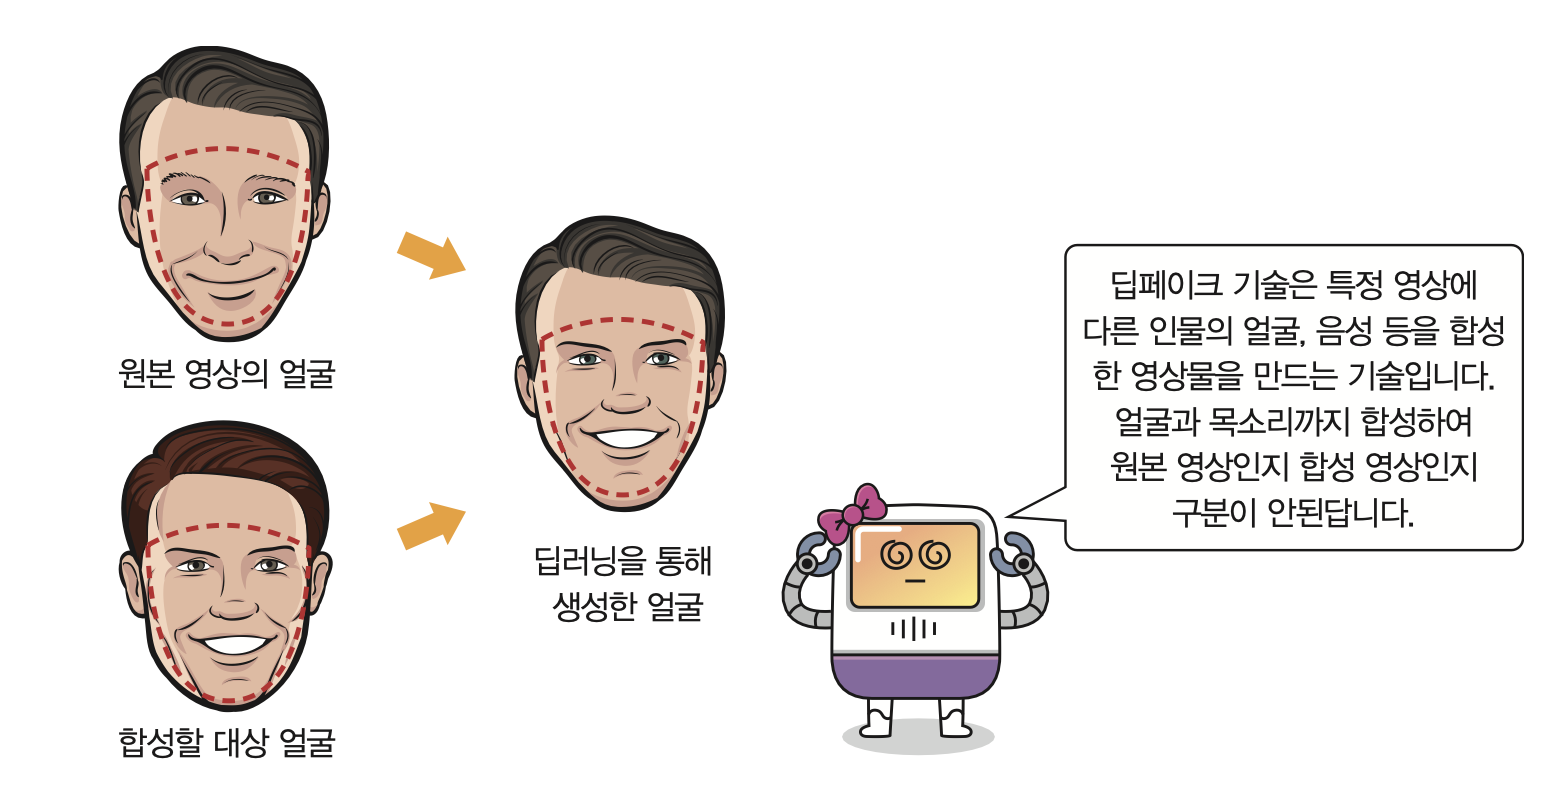 원본 영상의 얼굴
합성할 대상 얼굴
딥러닝을 통해
생성한 얼굴
딥페이크 기술은 특정 영상에
다른 인물의 얼굴, 음성 등을 합성
한 영상물을 만드는 기술입니다.
얼굴과 목소리까지 합성하여
원본 영상인지 합성 영상인지
구분이 안된답니다.